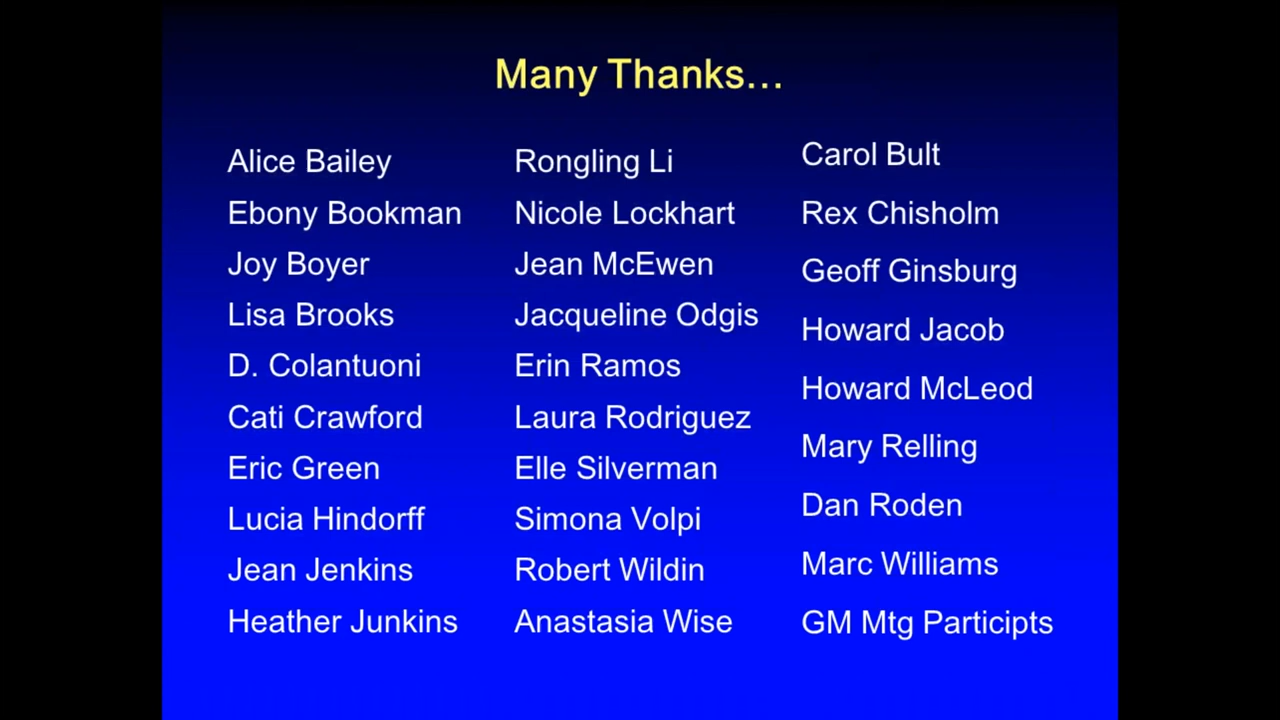 Many Thanks...
Alice Bailey
Ebony Bookman
Joy Boyer
Lisa Brooks
D. Colantuoni
Cati Crawford
Eric Green
Lucia Hindorff
Jean Jenkins
Heather Junkins
Rongling Li
Nicole Lockhart
Jean McEwen
Jacqueline Odgis
Erin Ramos
Laura Rodriguez
Elle Silverman
Simona Volpi
Robert Wildin
Anastasia Wise
Carol Bult
Rex Chisholm
Geoff Ginsburg
Howard Jacob
Howard McLeod
Mary Relling
Dan Roden
Marc Williams
GM Mtg Particpts